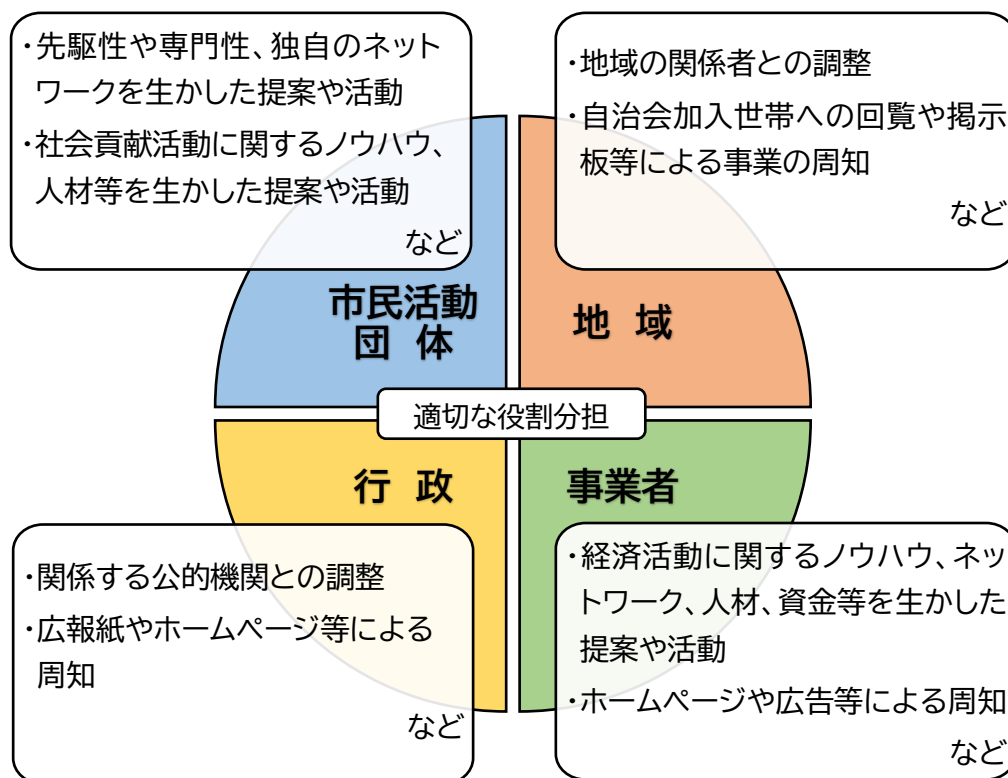 ・先駆性や専門性、独自のネット
ワークを生かした提案や活動
・社会貢献活動に関するノウハウ、
人材等を生かした提案や活動
など
・地域の関係者との調整
・自治会加入世帯への回覧や掲示
板等による事業の周知
など
市民活動
団 体
地 域
適切な役割分担
行 政
事業者
・関係する公的機関との調整
・広報紙やホームページ等による
周知
など
・経済活動に関するノウハウ、ネッ
トワーク、人材、資金等を生かした
提案や活動
・ホームページや広告等による周知
など